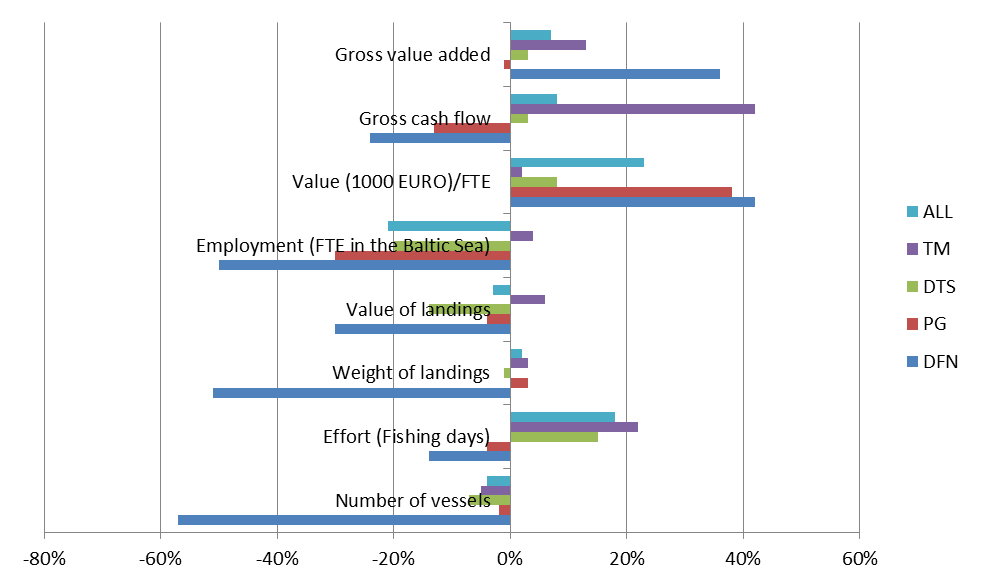 Gross value added
Gross cash flow
Value (1000 EURO)/FTE
Employment (FTE in the Baltic Sea)
Value of landings
Weight of landings
Effort (Fishing days)
Number of vessels
ALL
TM
DTS
PG
DFN
-80% -60% -40% -20% 0% 20% 40% 60%